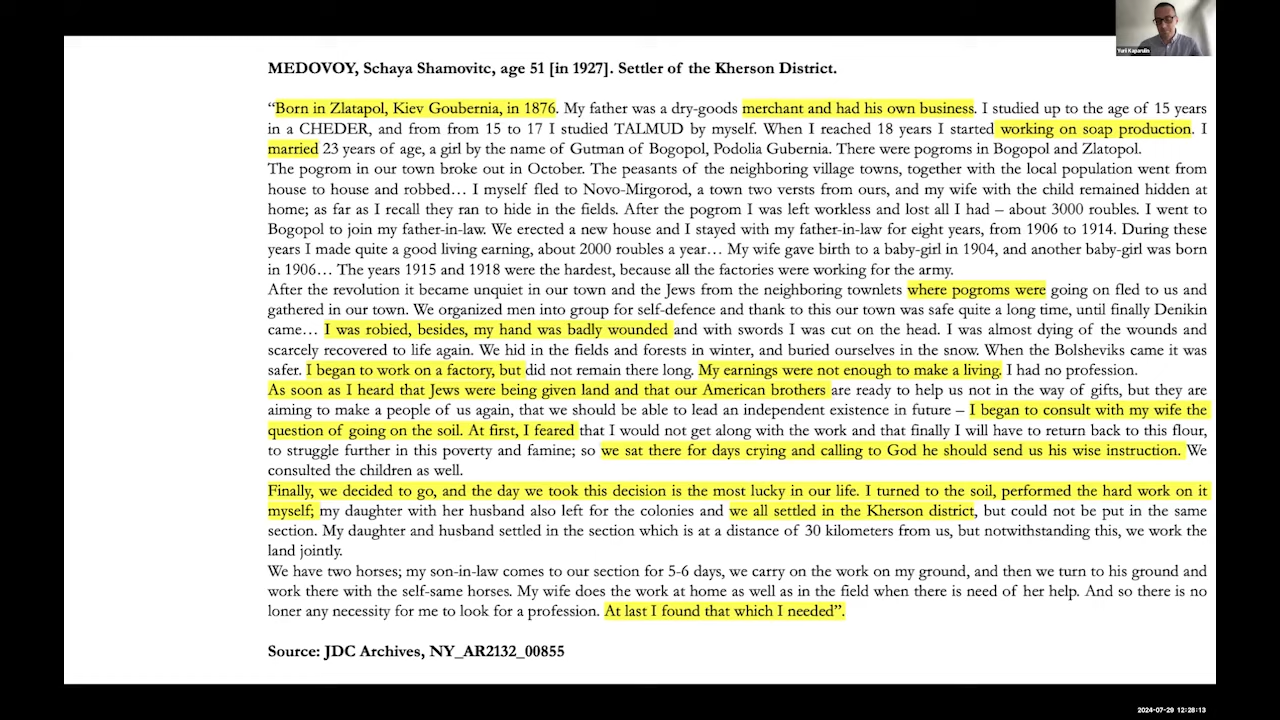 Yurii Kaparulin
MEDOVOY, Schaya Shamovitc, age 51 [in 1927]. Settler of the Kherson District.
“Born in Zlatapol, Kiev Goubernia, in 1876. My father was a dry-goods merchant and had his own business. I studied up to the age of 15 years
in a CHEDER, and from from 15 to 17 I studied TALMUD by myself. When I reached 18 years I started working on soap production. I
married 23 years of age, a girl by the name of Gutman of Bogopol, Podolia Gubernia. There were pogroms in Bogopol and Zlatopol.
The pogrom in our town broke out in October. The peasants of the neighboring village towns, together with the local population went from
house to house and robbed… I myself fled to Novo-Mirgorod, a town two versts from ours, and my wife with the child remained hidden at
home; as far as I recall they ran to hide in the fields. After the pogrom I was left workless and lost all I had – about 3000 roubles. I went to
Bogopol to join my father-in-law. We erected a new house and I stayed with my father-in-law for eight years, from 1906 to 1914. During these
years I made quite a good living earning, about 2000 roubles a year… My wife gave birth to a baby-girl in 1904, and another baby-girl was born
in 1906… The years 1915 and 1918 were the hardest, because all the factories were working for the army.
After the revolution it became unquiet in our town and the Jews from the neighboring townlets where pogroms were going on fled to us and
gathered in our town. We organized men into group for self-defence and thank to this our town was safe quite a long time, until finally Denikin
came… I was robied, besides, my hand was badly wounded and with swords I was cut on the head. I was almost dying of the wounds and
scarcely recovered to life again. We hid in the fields and forests in winter, and buried ourselves in the snow. When the Bolsheviks came it was
safer. I began to work on a factory, but did not remain there long. My earnings were not enough to make a living. I had no profession.
As soon as I heard that Jews were being given land and that our American brothers are ready to help us not in the way of gifts, but they are
aiming to make a people of us again, that we should be able to lead an independent existence in future – I began to consult with my wife the
question of going on the soil. At first, I feared that I would not get along with the work and that finally I will have to return back to this flour,
to struggle further in this poverty and famine; so we sat there for days crying and calling to God he should send us his wise instruction. We
consulted the children as well.
Finally, we decided to go, and the day we took this decision is the most lucky in our life. I turned to the soil, performed the hard work on it
myself; my daughter with her husband also left for the colonies and we all settled in the Kherson district, but could not be put in the same
section. My daughter and husband settled in the section which is at a distance of 30 kilometers from us, but notwithstanding this, we work the
land jointly.
We have two horses; my son-in-law comes to our section for 5-6 days, we carry on the work on my ground, and then we turn to his ground and
work there with the self-same horses. My wife does the work at home as well as in the field when there is need of her help. And so there is no
loner any necessity for me to look for a profession. At last I found that which I needed”.
Source: JDC Archives, NY_AR2132_00855
2024-07-29 12:28:13